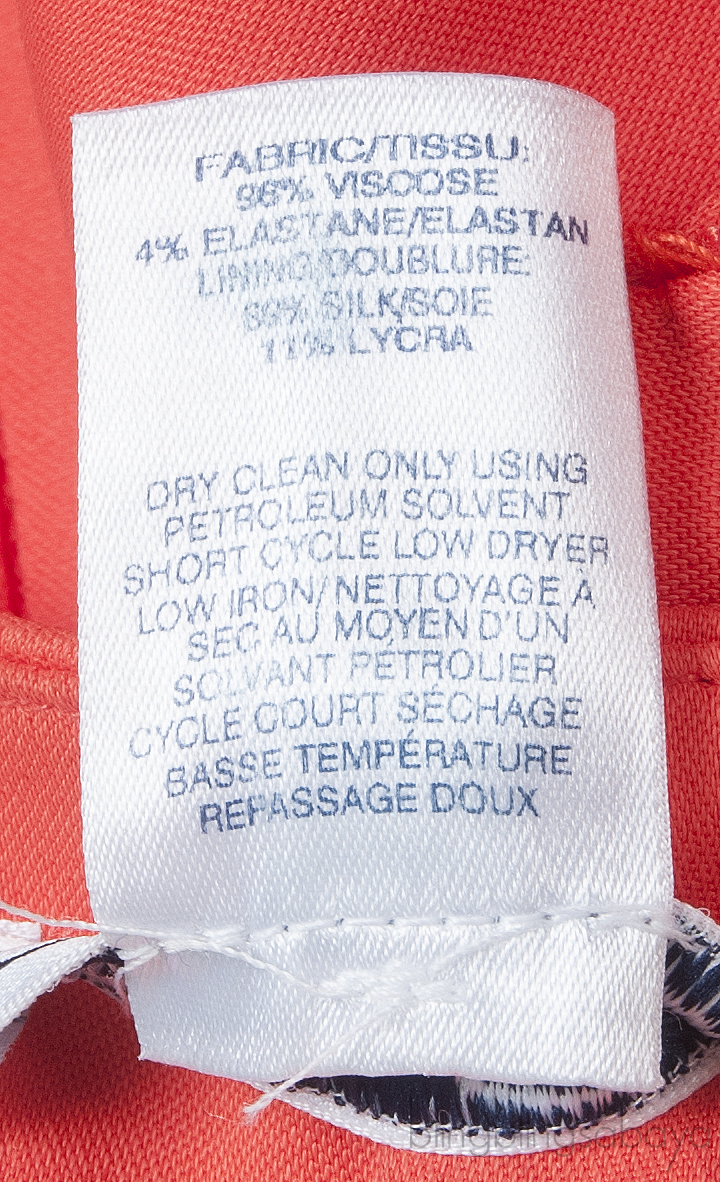 FABRIC/TISSU:
96% VISCOSE
4% ELASTANE/ELASTAN
LINING/DOUBLURE:
89% SILK/SOIE
11% LYCRA
DRY CLEAN ONLY USING
PETROLEUM SOLVENT
SHORT CYCLE LOW DRYER
LOW IRON/NETTOYAGE À
SEC AU MOYEN D'UN
SOLVANT PÉTROLIER
CYCLE COURT SÉCHAGE
BASSE TEMPÉRATURE
REPASSAGE DOUX